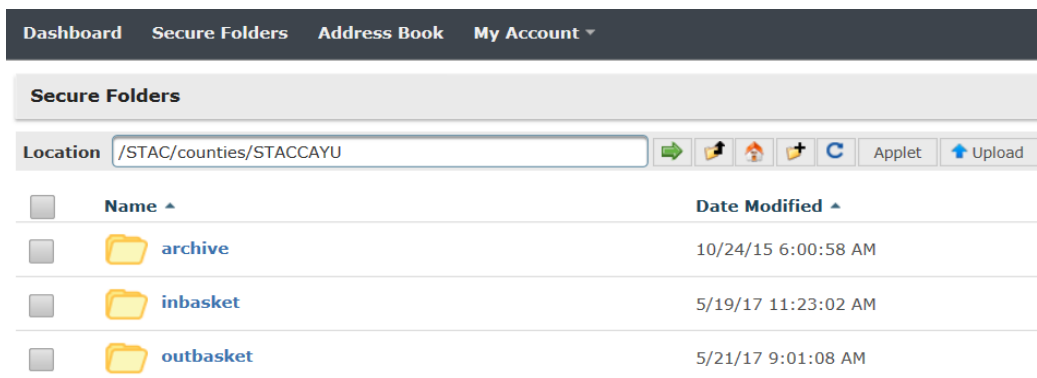 Dashboard Secure Folders Address Book My Account
Secure Folders
Location /STAC/counties/STACCAYU Applet Upload
Name Date Modified
archive 10/24/15 6:00:58 AM
inbasket 5/19/17 11:23:02 AM
outbasket 5/21/17 9:01:08 AM